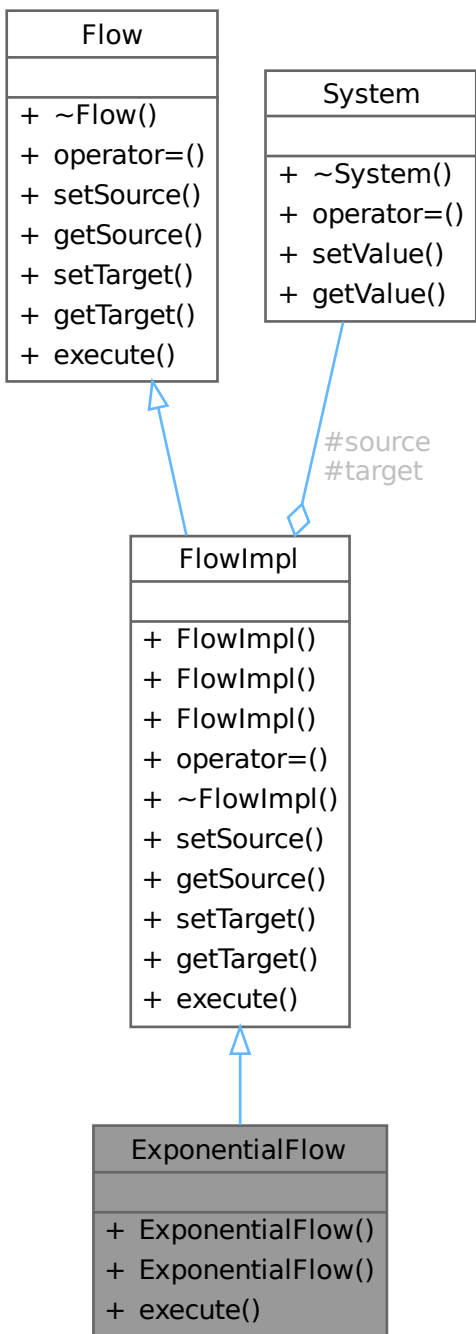 Flow
+ ~Flow()
+ operator=()
+ setSource()
+ getSource()
+ setTarget()
+ getTarget()
+ execute()
System
+ ~System()
+ operator=()
+ setValue()
+ getValue()
#source
#target
FlowImpl
+ FlowImpl()
+ FlowImpl()
+ FlowImpl()
+ operator=()
+ ~FlowImpl()
+ setSource()
+ getSource()
+ setTarget()
+ getTarget()
+ execute()
ExponentialFlow
+ ExponentialFlow()
+ ExponentialFlow()
+ execute()